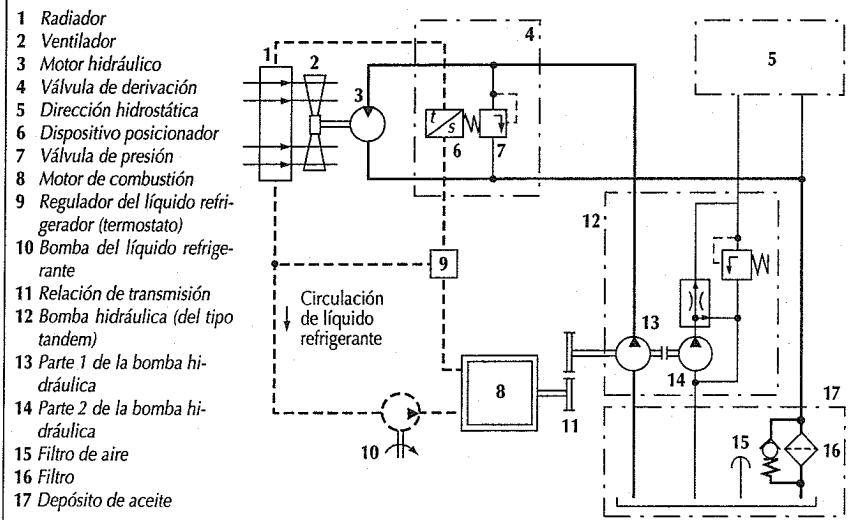 1 Radiador
2 Ventilador
3 Motor hidráulico
4 Válvula de derivación
5 Dirección hidrostática
6 Dispositivo posicionador
7 Válvula de presión
8 Motor de combustión
9 Regulador del líquido refri-
gerador (termostato)
10 Bomba del líquido refrige-
rante
11 Relación de transmisión
12 Bomba hidráulica (del tipo
tandem)
13 Parte 1 de la bomba hi-
dráulica
14 Parte 2 de la bomba hi-
dráulica
15 Filtro de aire
16 Filtro
17 Depósito de aceite
1
2
3
4
5
t
s
6
7
12
9
Circulación
de líquido
refrigerante
13
14
8
11
10
17
15
16